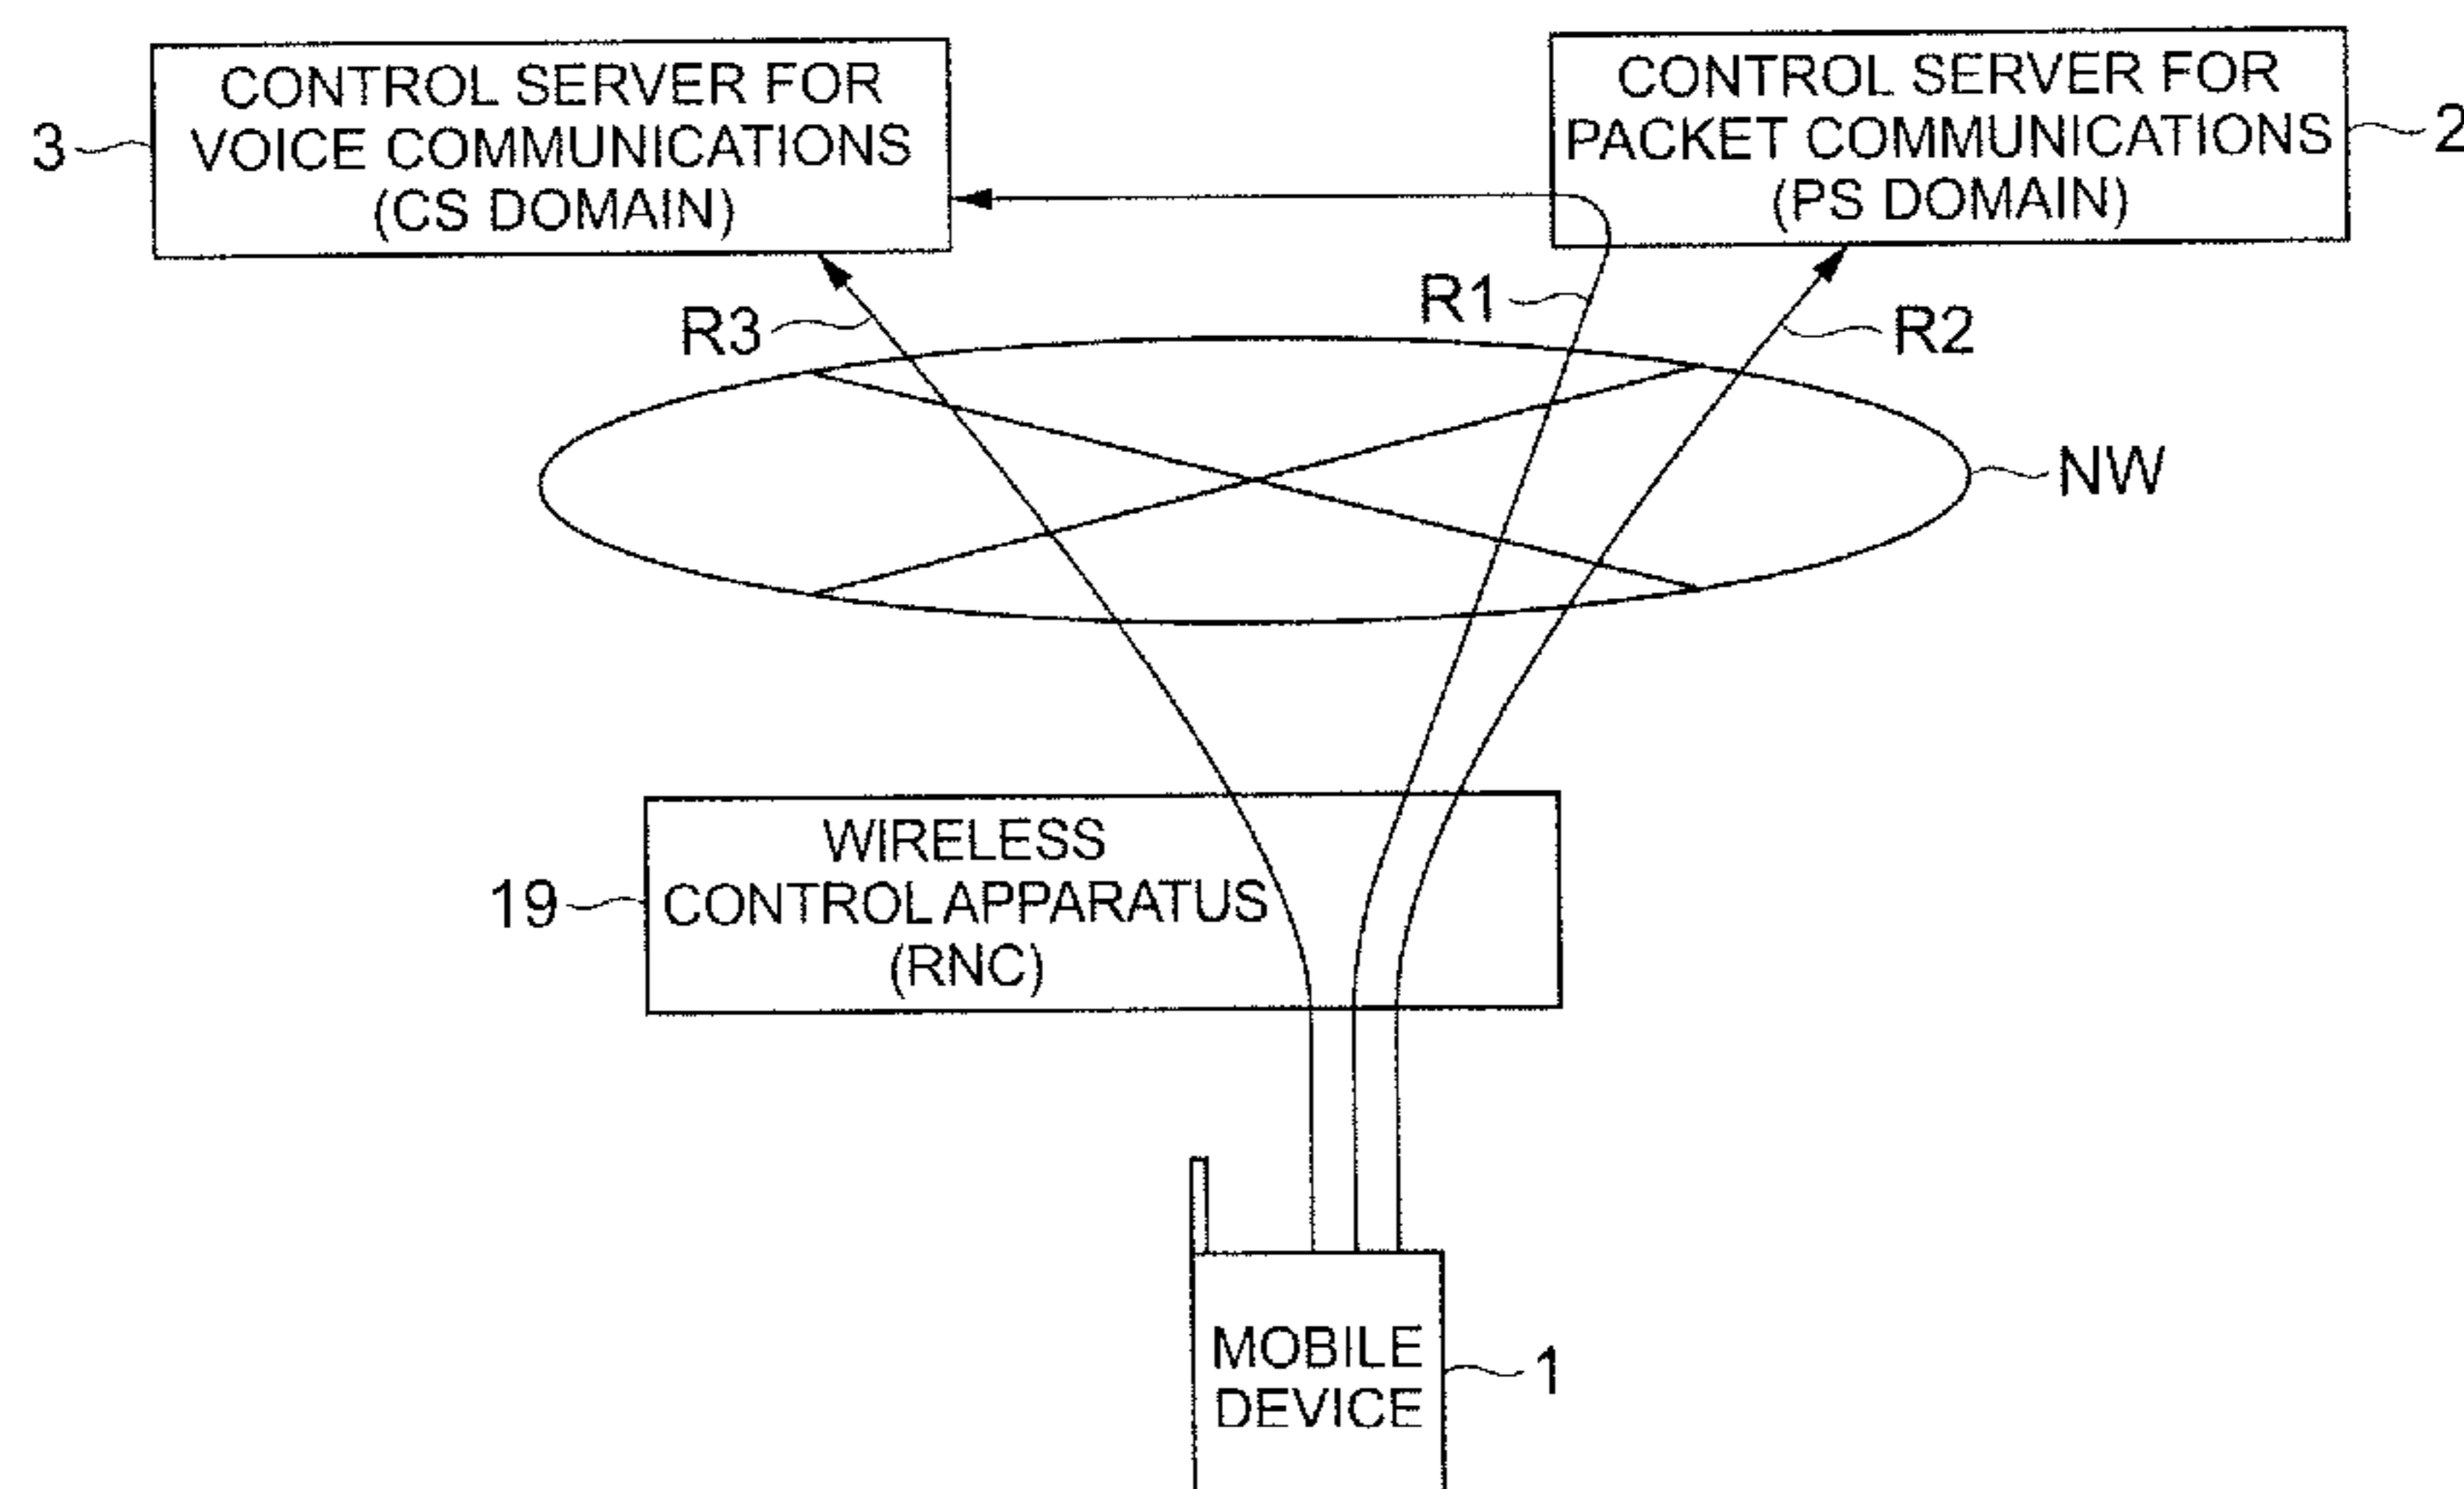 CONTROL SERVER FOR
VOICE COMMUNICATIONS
(CS DOMAIN)
3
CONTROL SERVER FOR
PACKET COMMUNICATIONS
(PS DOMAIN)
2
R3
R1
R2
NW
WIRELESS
CONTROL APPARATUS
(RNC)
19
MOBILE
DEVICE
1